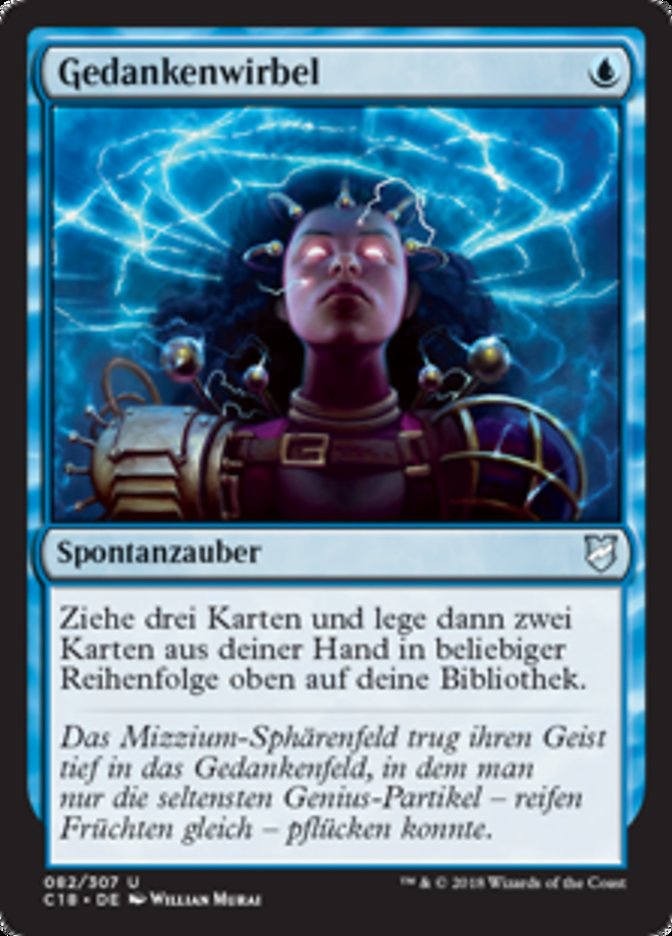 Gedankenwirbel
Spontanzauber
Ziehe drei Karten und lege dann zwei
Karten aus deiner Hand in beliebiger
Reihenfolge oben auf deine Bibliothek.
Das Mizzium-Sphärenfeld trug ihren Geist
tief in das Gedankenfeld, in dem man
nur die seltensten Genius-Partikel – reifen
Früchten gleich – pflücken konnte.
082/307 U
C18 • DE Willian Murai
™ & © 2018 Wizards of the Coast